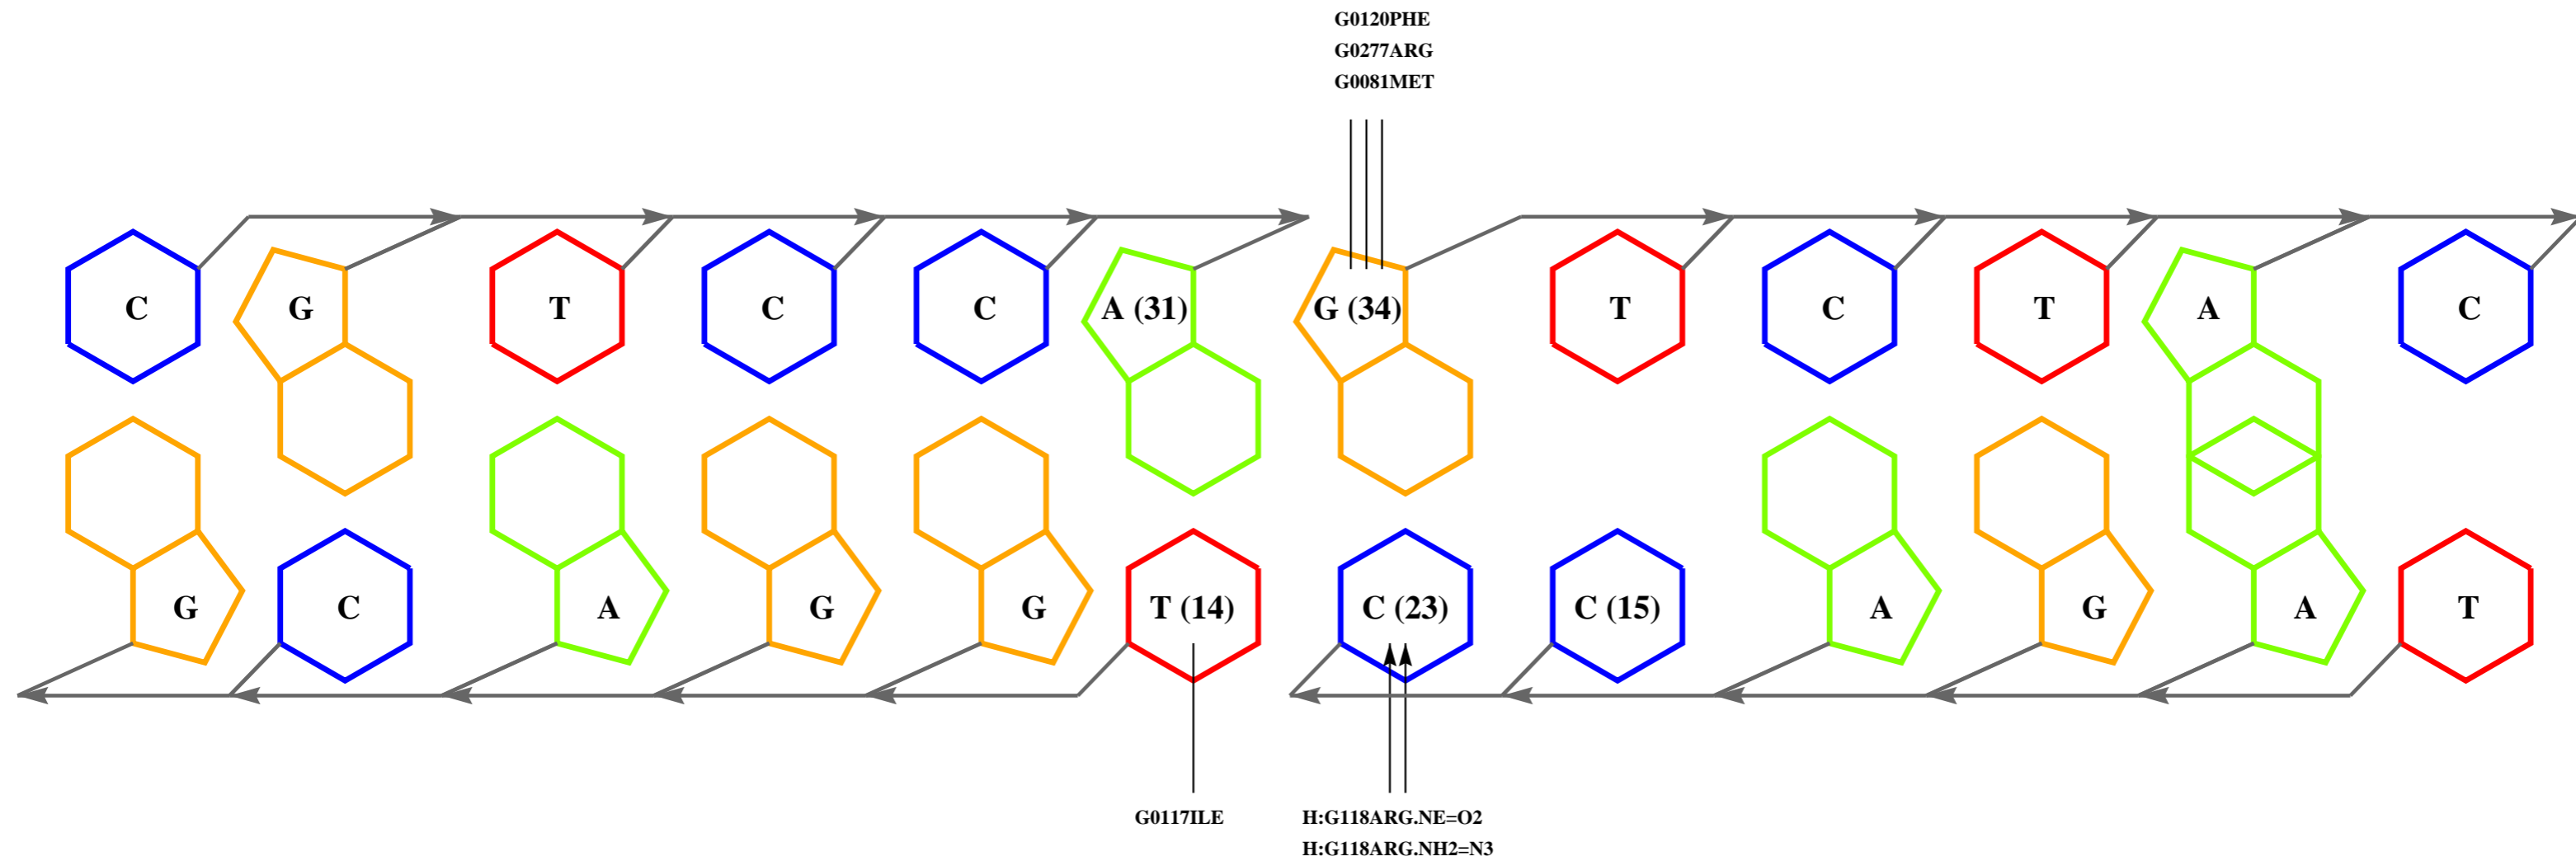 G0120PHE
G0277ARG
G0081MET
C G T C C A (31) G (34) T C T A C
G C A G G T (14) C (23) C (15) A G A T
G0117ILE H:G118ARG.NE=O2
H:G118ARG.NH2=N3